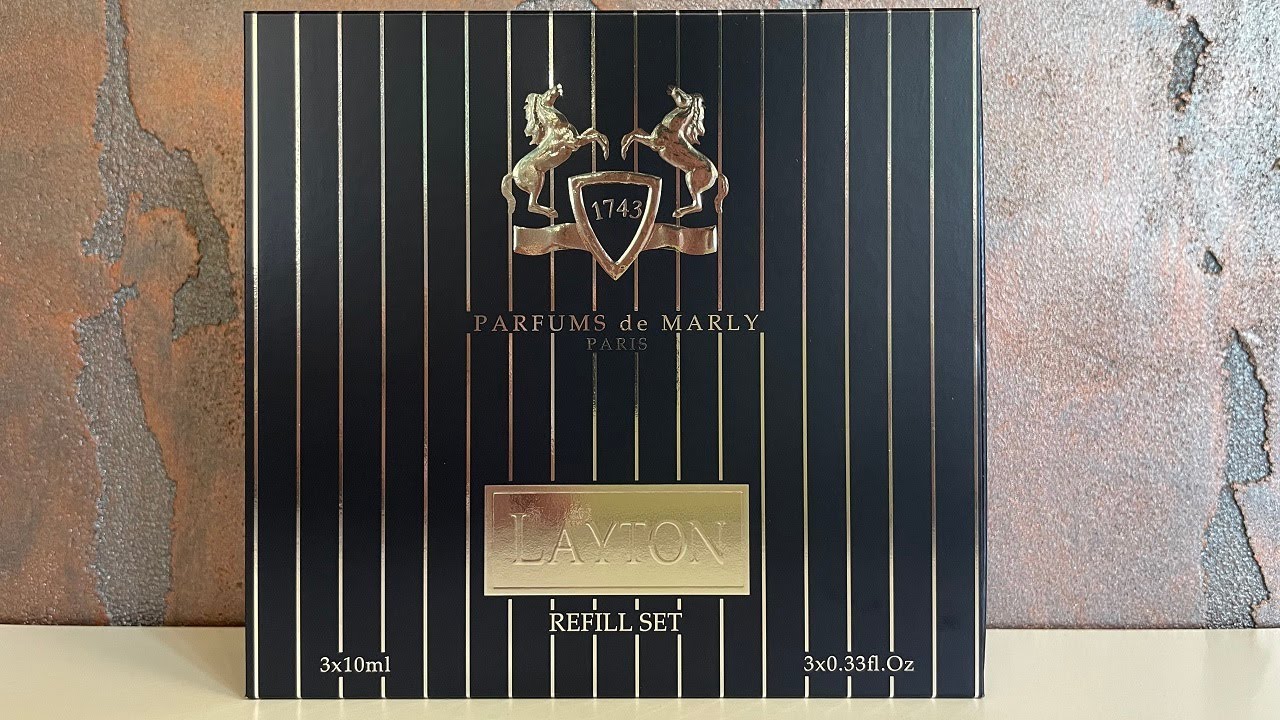 1743
PARFUMS de MARLY
PARIS
LAYTON
REFILL SET
3x10ml
3x0.33fl.Oz